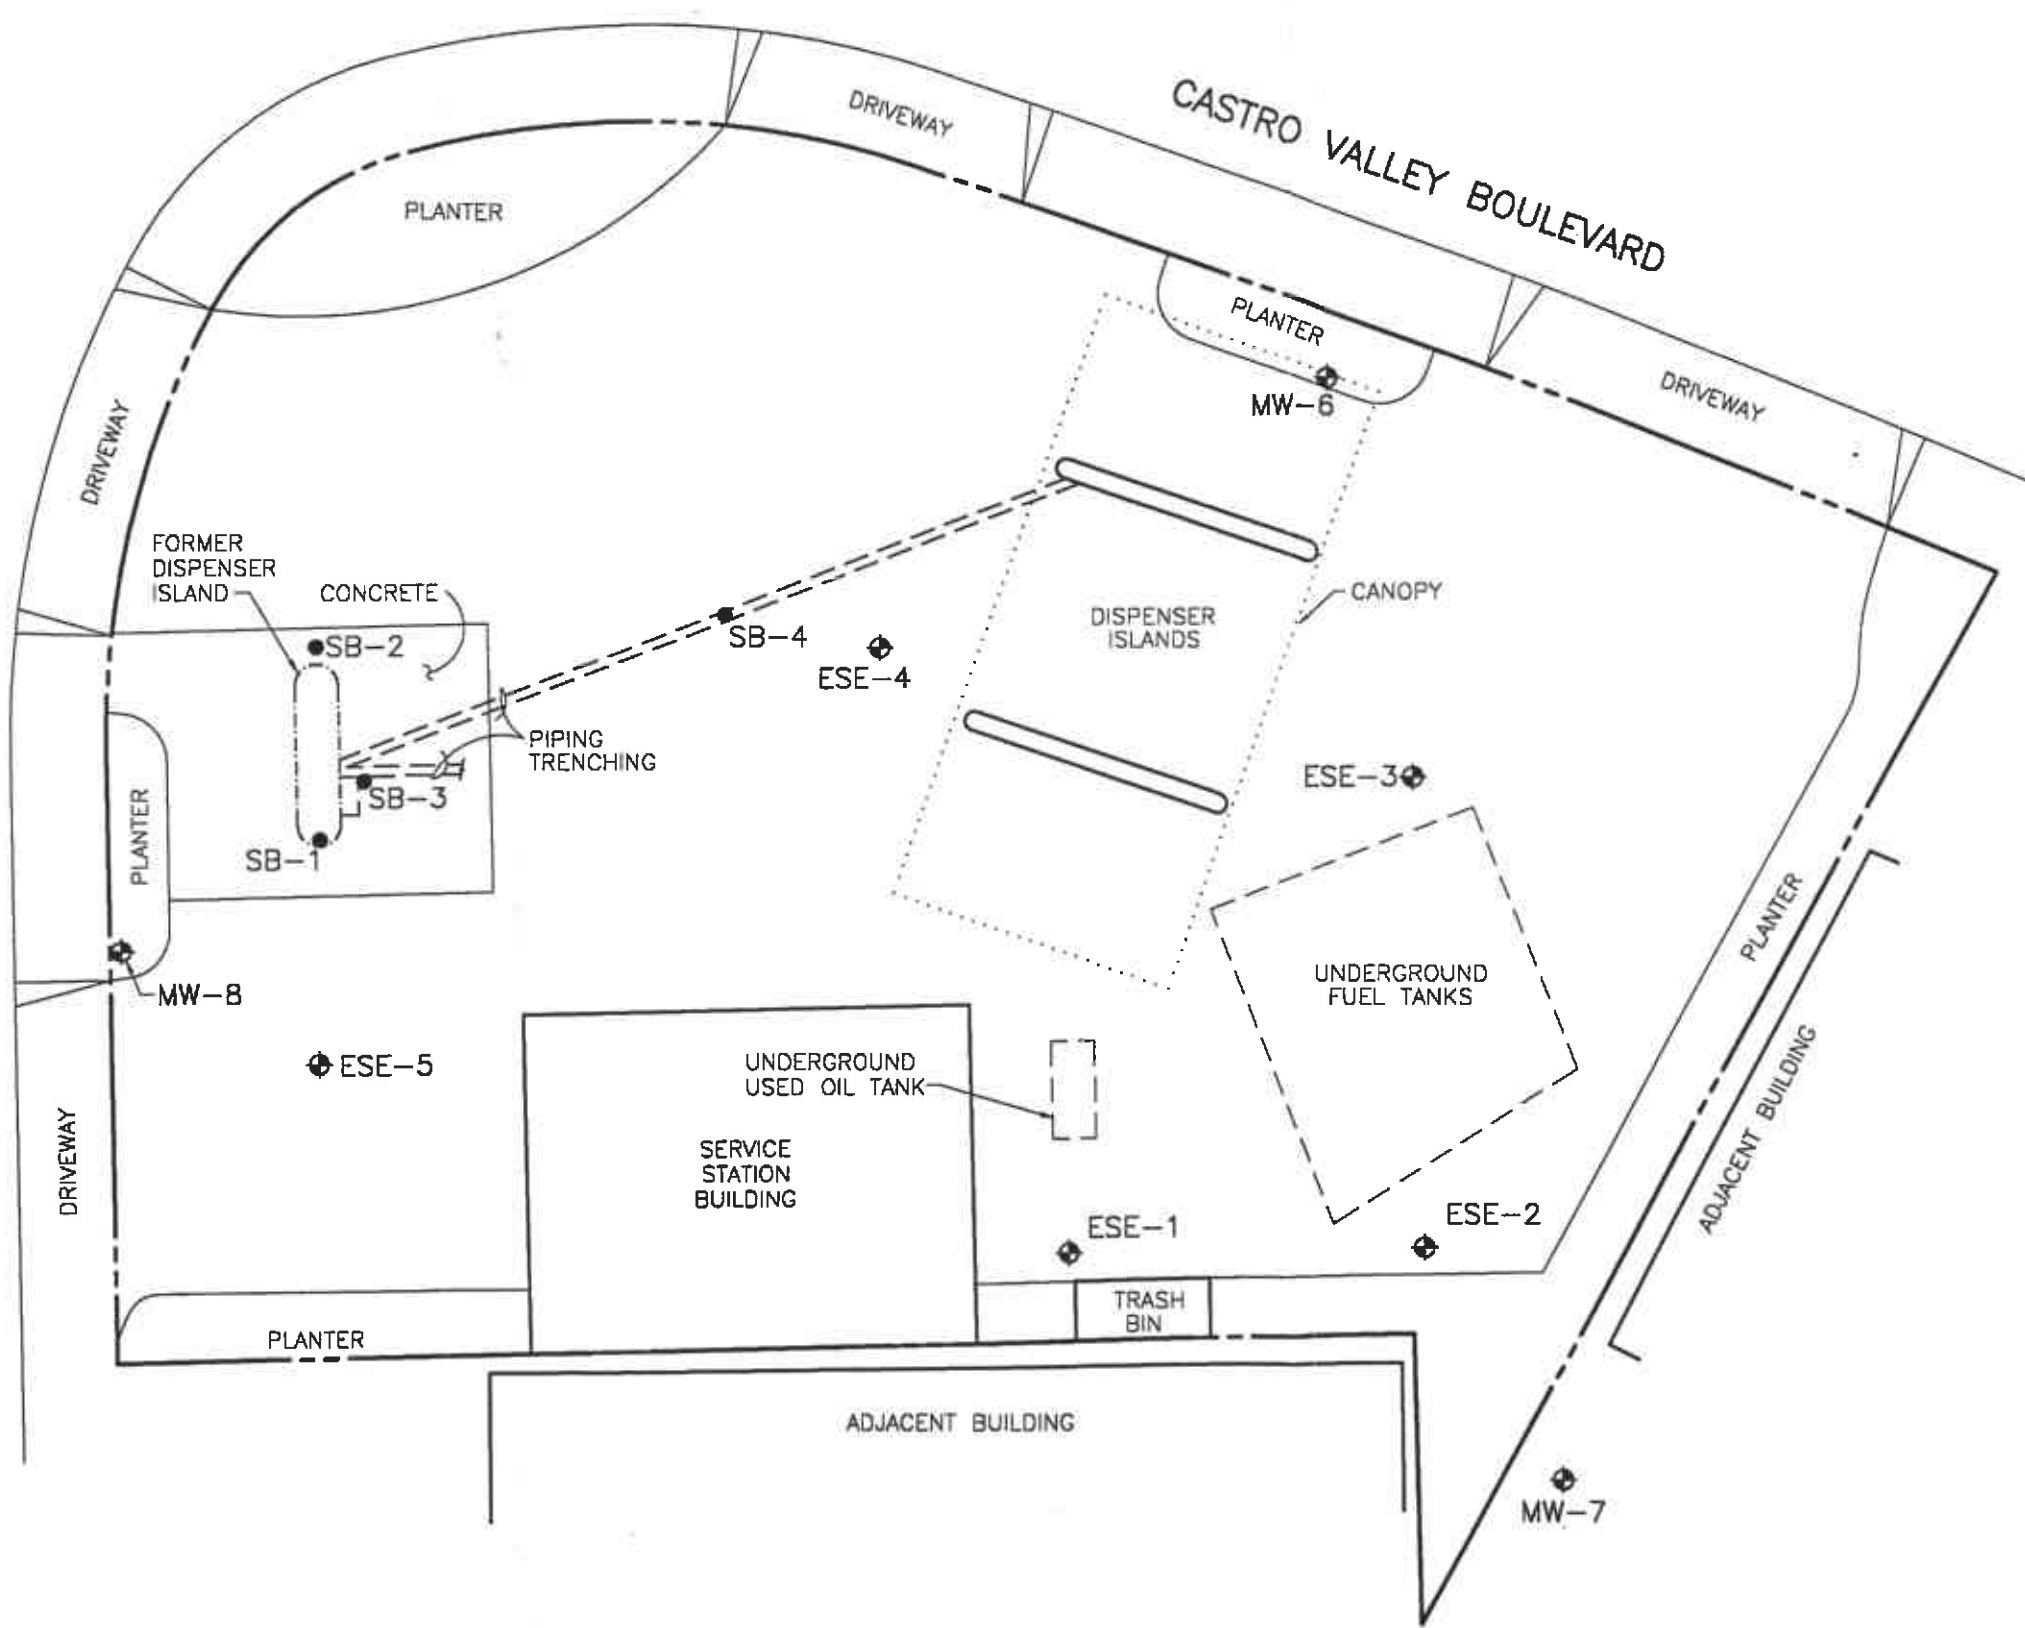 CASTRO VALLEY BOULEVARD
DRIVEWAY
PLANTER
PLANTER
MW-6
DRIVEWAY
DRIVEWAY
FORMER
DISPENSER
ISLAND
CONCRETE
SB-2
SB-4
ESE-4
DISPENSER
ISLANDS
CANOPY
PIPING
TRENCHING
SB-3
SB-1
PLANTER
ESE-3
PLANTER
MW-8
UNDERGROUND
FUEL TANKS
ESE-5
UNDERGROUND
USED OIL TANK
ADJACENT BUILDING
DRIVEWAY
SERVICE
STATION
BUILDING
ESE-1
ESE-2
TRASH
BIN
PLANTER
ADJACENT BUILDING
MW-7